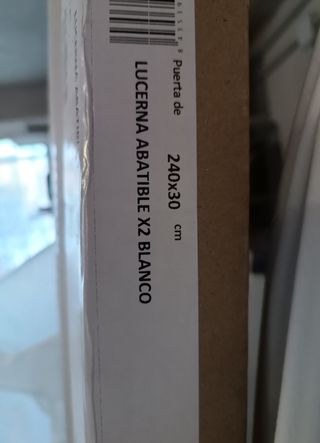 Puerta de 240x30 cm
LUCERNA ABATIBLE X2 BLANCO